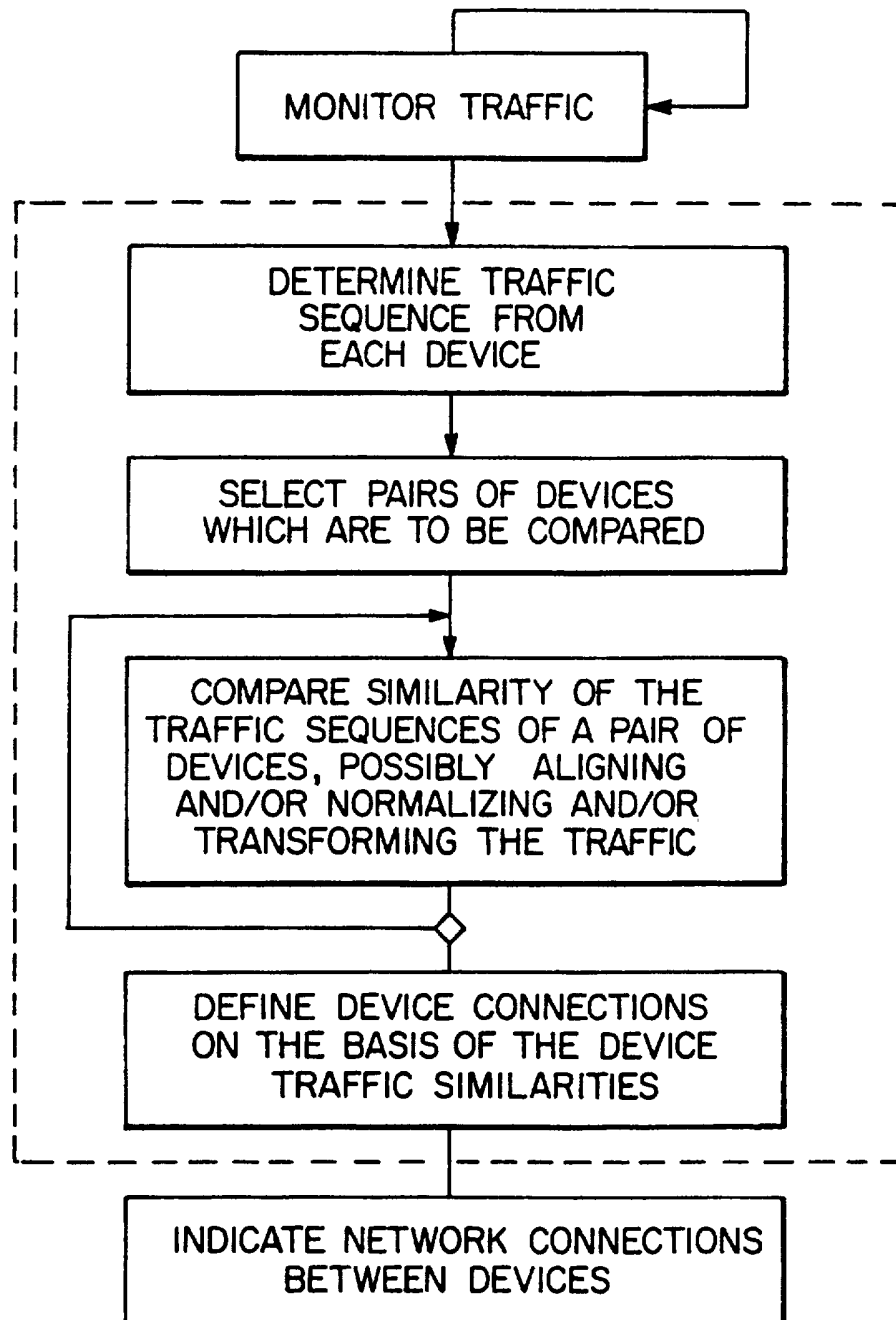 MONITOR TRAFFIC
DETERMINE TRAFFIC
SEQUENCE FROM
EACH DEVICE
SELECT PAIRS OF DEVICES
WHICH ARE TO BE COMPARED
COMPARE SIMILARITY OF THE
TRAFFIC SEQUENCES OF A PAIR OF
DEVICES, POSSIBLY ALIGNING
AND/OR NORMALIZING AND/OR
TRANSFORMING THE TRAFFIC
DEFINE DEVICE CONNECTIONS
ON THE BASIS OF THE DEVICE
TRAFFIC SIMILARITIES
INDICATE NETWORK CONNECTIONS
BETWEEN DEVICES